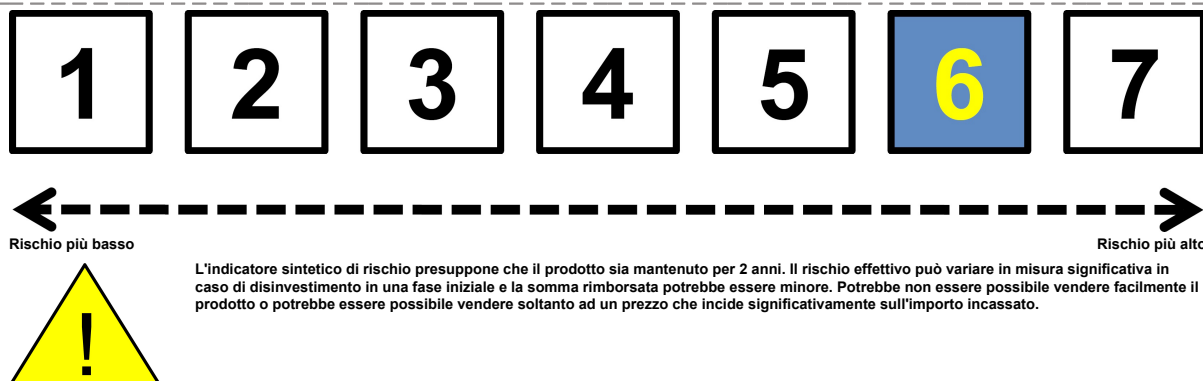 1 2 3 4 5 6 7
Rischio più basso Rischio più alto
L'indicatore sintetico di rischio presuppone che il prodotto sia mantenuto per 2 anni. Il rischio effettivo può variare in misura significativa in
caso di disinvestimento in una fase iniziale e la somma rimborsata potrebbe essere minore. Potrebbe non essere possibile vendere facilmente il
prodotto o potrebbe essere possibile vendere soltanto ad un prezzo che incide significativamente sull'importo incassato.
!